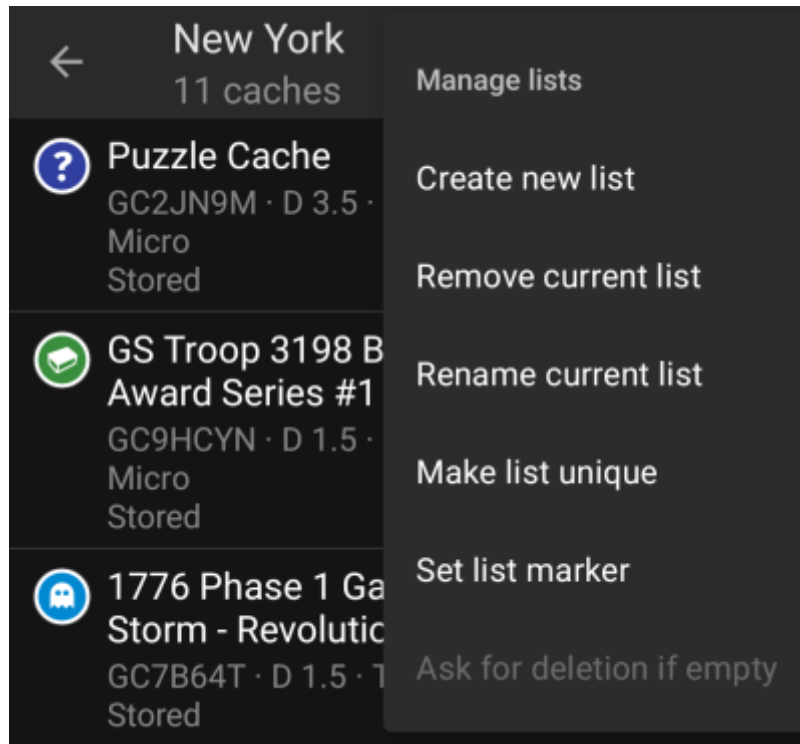 New York
11 caches
Puzzle Cache
GC2JN9M · D 3.5 ·
Micro
Stored
GS Troop 3198 B
Award Series #1
GC9HCYN · D 1.5 ·
Micro
Stored
1776 Phase 1 Ga
Storm - Revolutic
GC7B64T · D 1.5 · T
Stored
Manage lists
Create new list
Remove current list
Rename current list
Make list unique
Set list marker
Ask for deletion if empty